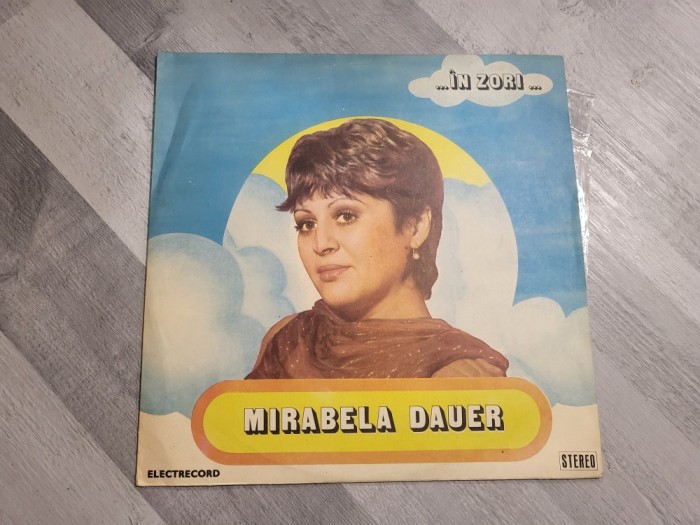 ...ÎN ZORI...
MIRABELA DAUER
ELECTRECORD
STEREO